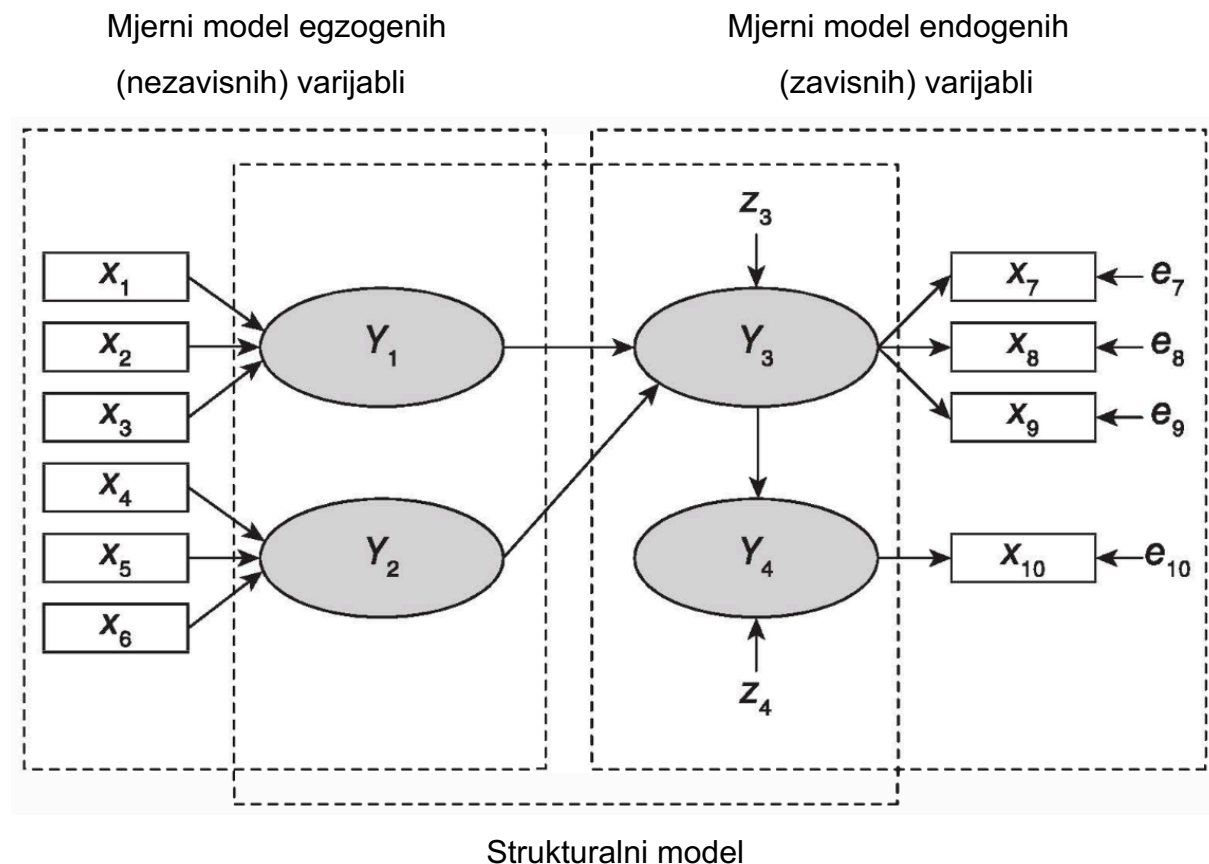 Mjerni model egzogenih
(nezavisnih) varijabli
Mjerni model endogenih
(zavisnih) varijabli
z₃
x₁
x₂
x₃
x₄
x₅
x₆
Y₁
Y₂
Y₃
Y₄
z₄
x₇
e₇
x₈
e₈
x₉
e₉
x₁₀
e₁₀
Strukturalni model